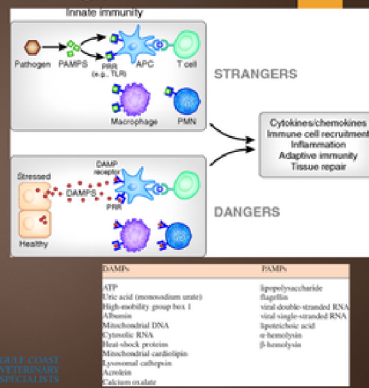 Innate immunity
Pathogen
PAMPS
PRR
(e.g., TLR)
APC
T cell
Macrophage
PMN
STRANGERS
Cytokines/chemokines
Immune cell recruitment
Inflammation
Adaptive immunity
Tissue repair
Stressed
DAMPS
DAMP
receptor
PRR
Healthy
DANGERS
DAMPs PAMPs
ATP lipopolysaccharide
Uric acid (monosodium urate) flagellin
High-mobility group box 1 viral double-stranded RNA
Albumin viral single-stranded RNA
Mitochondrial DNA lipoteichoic acid
Cytosolic RNA α-hemolysin
Heat-shock proteins β-hemolysin
Mitochondrial cardiolipin
Lysosomal cathepsin
Acrolein
Calcium oxalate
GULF COAST
VETERINARY
SPECIALISTS